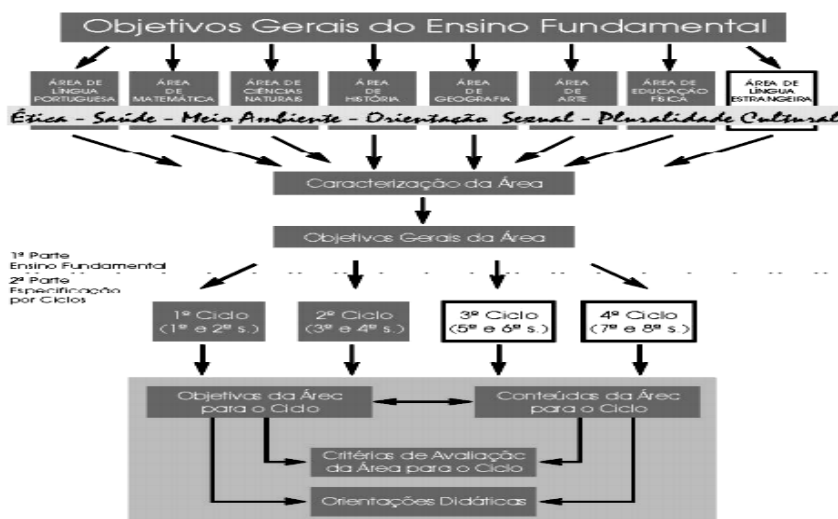 Objetivos Gerais do Ensino Fundamental
ÁREA DE
LÍNGUA
PORTUGUESA
ÁREA
DE
MATEMÁTICA
ÁREA DE
CIÊNCIAS
NATURAIS
ÁREA
DE
HISTÓRIA
ÁREA
DE
GEOGRAFIA
ÁREA
DE
ARTE
ÁREA DE
EDUCAÇÃO
FÍSICA
ÁREA DE
LÍNGUA
ESTRANGEIRA
Ética - Saúde - Meio Ambiente - Orientação Sexual - Pluralidade Cultural
Caracterização da Área
Objetivos Gerais da Área
1ª Parte
Ensino Fundamental
2ª Parte
Especificação
por Ciclos
1º Ciclo
(1ª e 2ª s.)
2º Ciclo
(3ª e 4ª s.)
3º Ciclo
(5ª e 6ª s.)
4º Ciclo
(7ª e 8ª s.)
Objetivos da Área
para o Ciclo
Conteúdos da Área
para o Ciclo
Critérios de Avaliação
da Área para o Ciclo
Orientações Didáticas